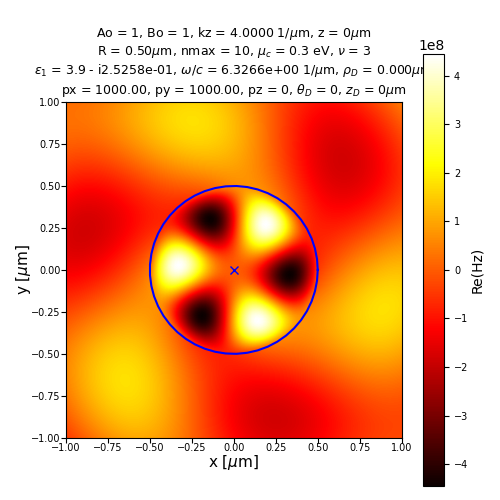 Ao = 1, Bo = 1, kz = 4.0000 1/μm, z = 0μm
R = 0.50μm, nmax = 10, μc = 0.3 eV, ν = 3
ε1 = 3.9 - i2.5258e-01, ω/c = 6.3266e+00 1/μm, ρD = 0.000μm
px = 1000.00, py = 1000.00, pz = 0, θD = 0, zD = 0μm
1e8
1.00
0.75
0.50
0.25
0.00
−0.25
−0.50
−0.75
−1.00
y [μm]
−1.00 −0.75 −0.50 −0.25 0.00 0.25 0.50 0.75 1.00
x [μm]
4
3
2
1
0
−1
−2
−3
−4
Re(Hz)